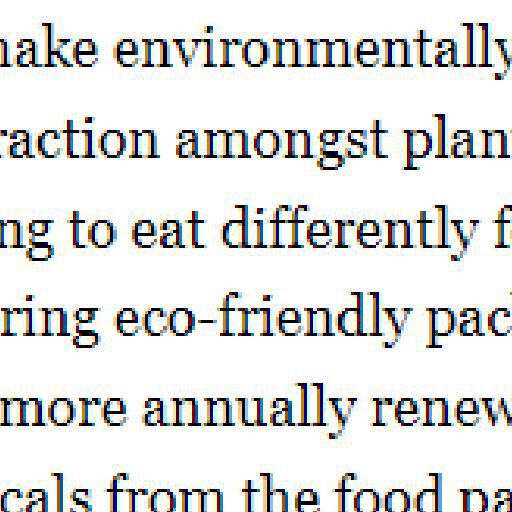 make environmentally
raction amongst plan
ng to eat differently f
ring eco-friendly pac
more annually renew
cals from the food pa